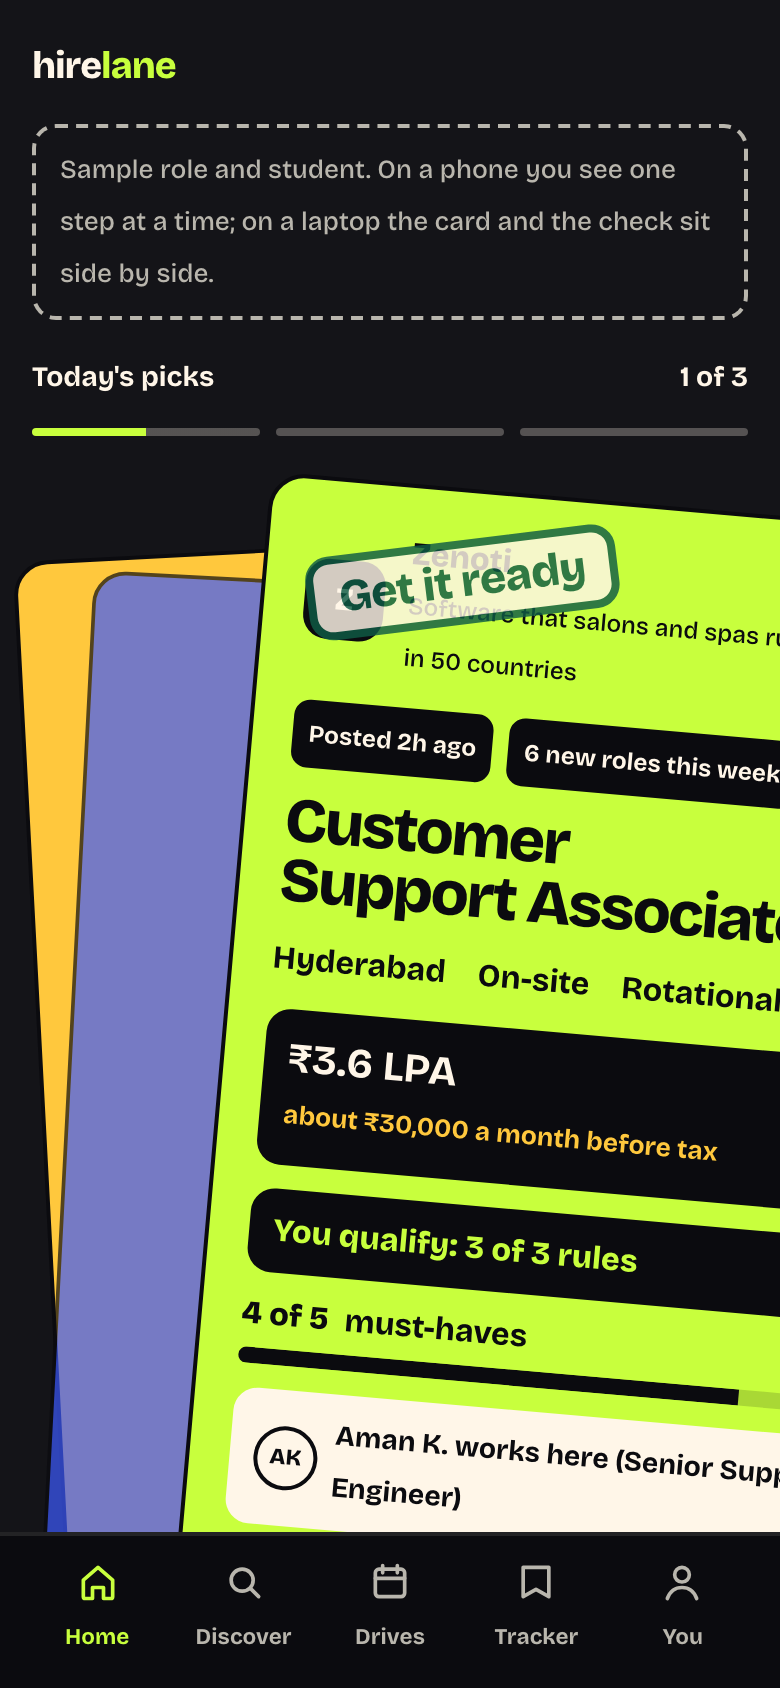 hirelane
Sample role and student. On a phone you see one
step at a time; on a laptop the card and the check sit
side by side.
Today's picks
1 of 3
Zenoti
Get it ready
Z
Software that salons and spas ru
in 50 countries
Posted 2h ago
6 new roles this week
Customer
Support Associate
Hyderabad On-site Rotational
₹3.6 LPA
about ₹30,000 a month before tax
You qualify: 3 of 3 rules
4 of 5 must-haves
AK
Aman K. works here (Senior Supp
Engineer)
Home
Discover
Drives
Tracker
You